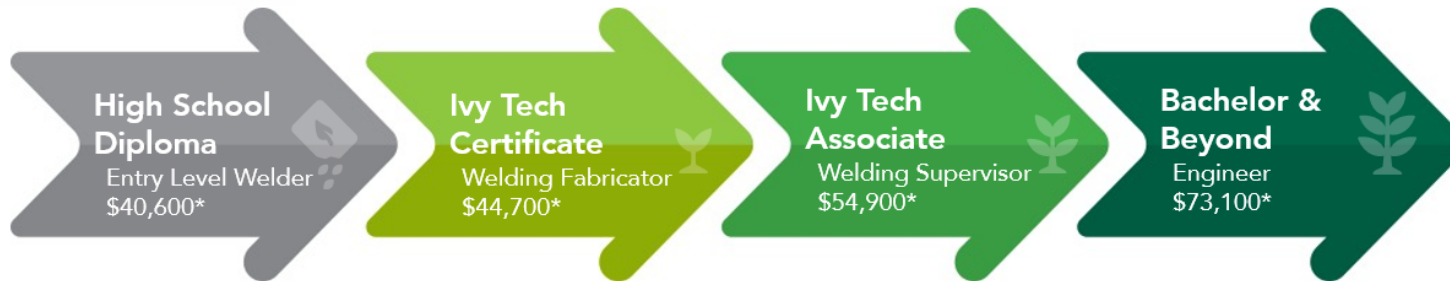 High School
Diploma
Entry Level Welder
$40,600*
Ivy Tech
Certificate
Welding Fabricator
$44,700*
Ivy Tech
Associate
Welding Supervisor
$54,900*
Bachelor &
Beyond
Engineer
$73,100*